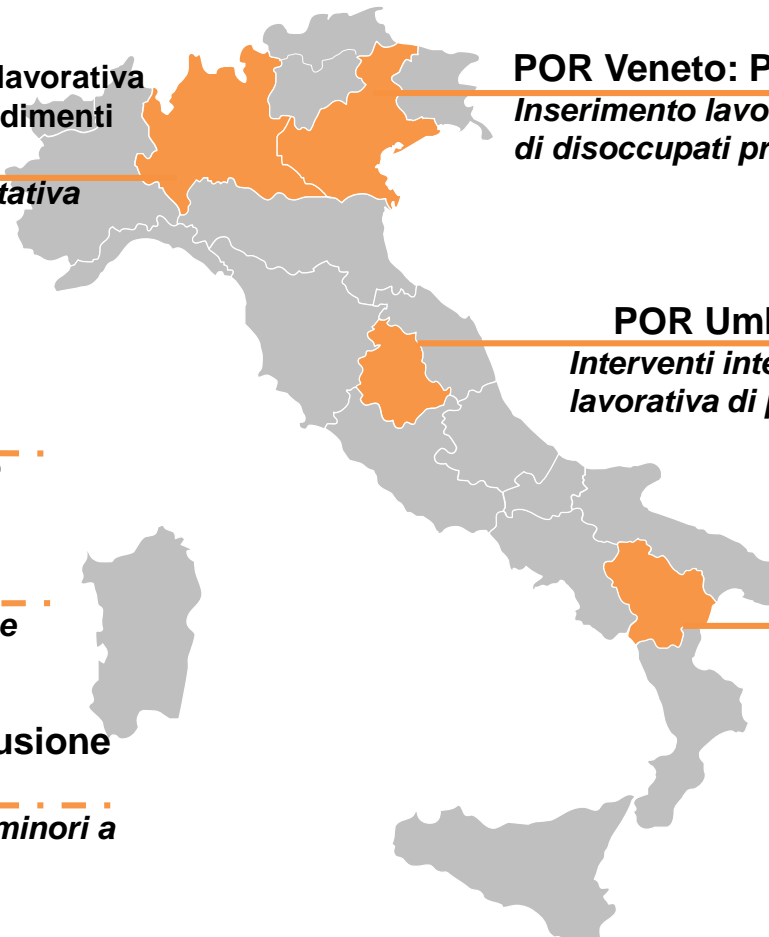 lavorativa
dimenti
tativa
POR Veneto: P
Inserimento lavo
di disoccupati pr
POR Um
Interventi inte
lavorativa di
e
usione
minori a